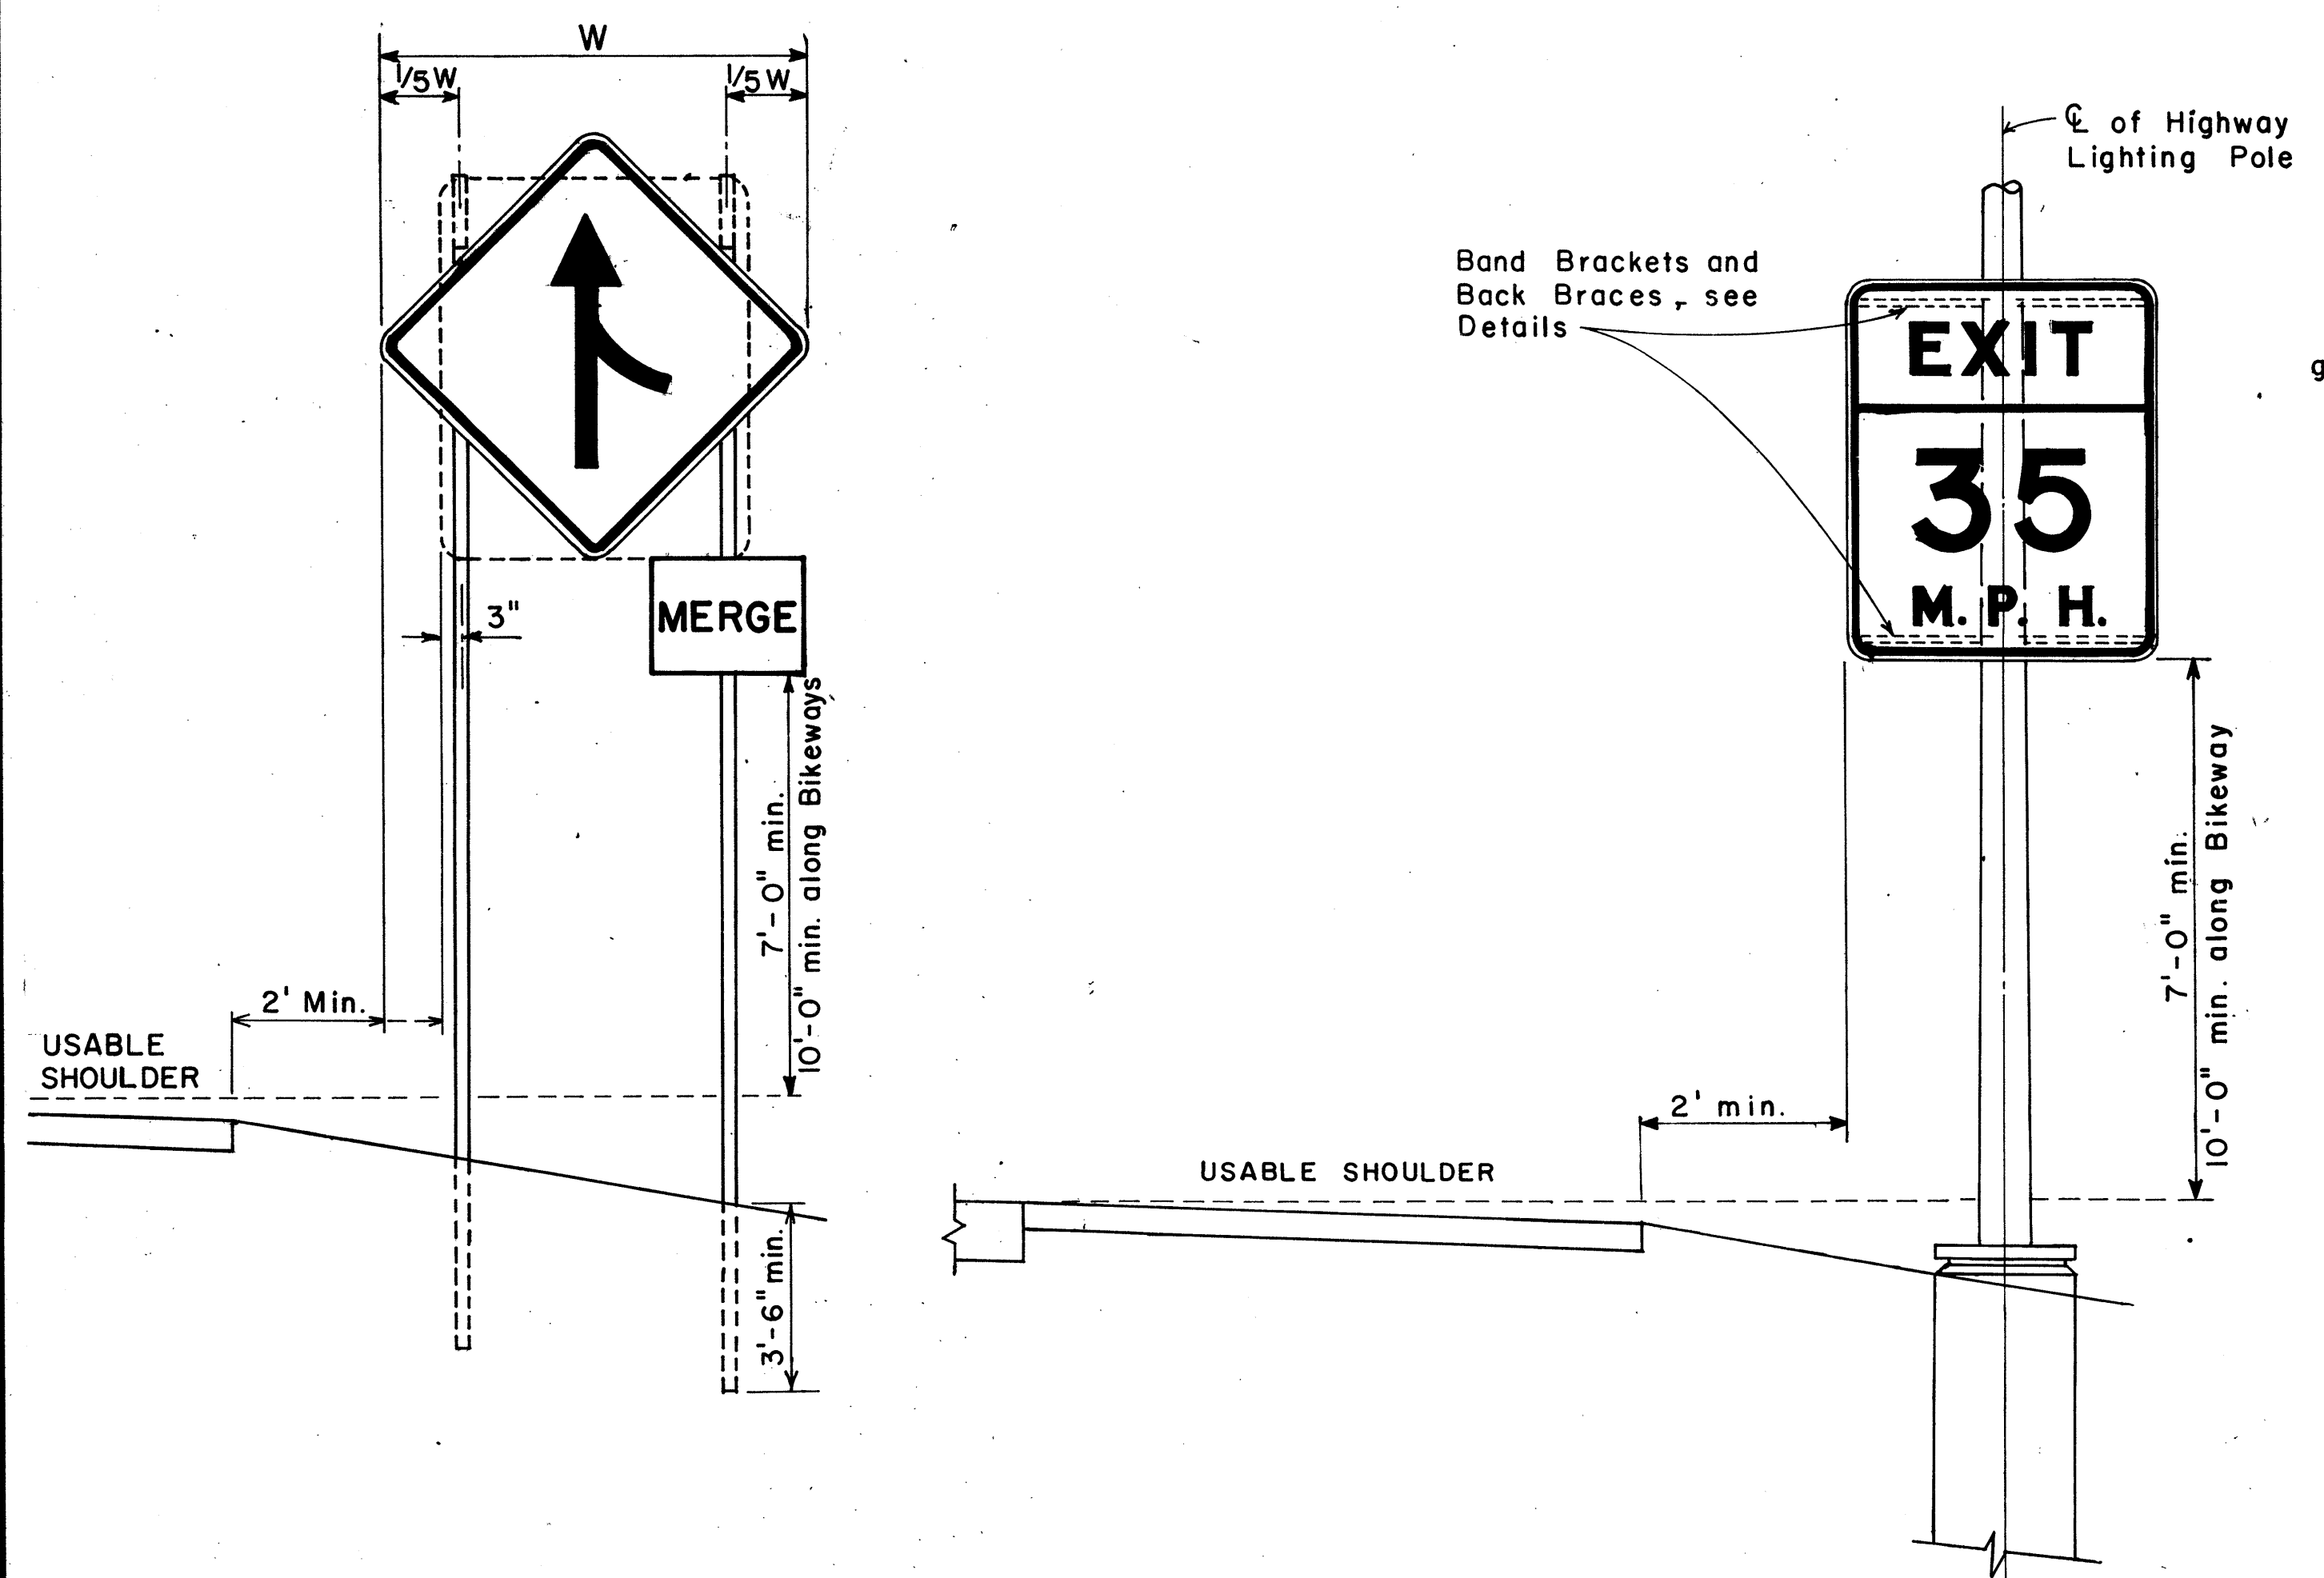 W
1/5 W
1/5 W
MERGE
3"
7'-0" min.
10'-0" min. along Bikeways
2' Min.
USABLE
SHOULDER
3'-6" min.
℄ of Highway
Lighting Pole
Band Brackets and
Back Braces, see
Details
EXIT
35
M. P. H.
7'-0" min.
10'-0" min. along Bikeway
2' min.
USABLE SHOULDER
g